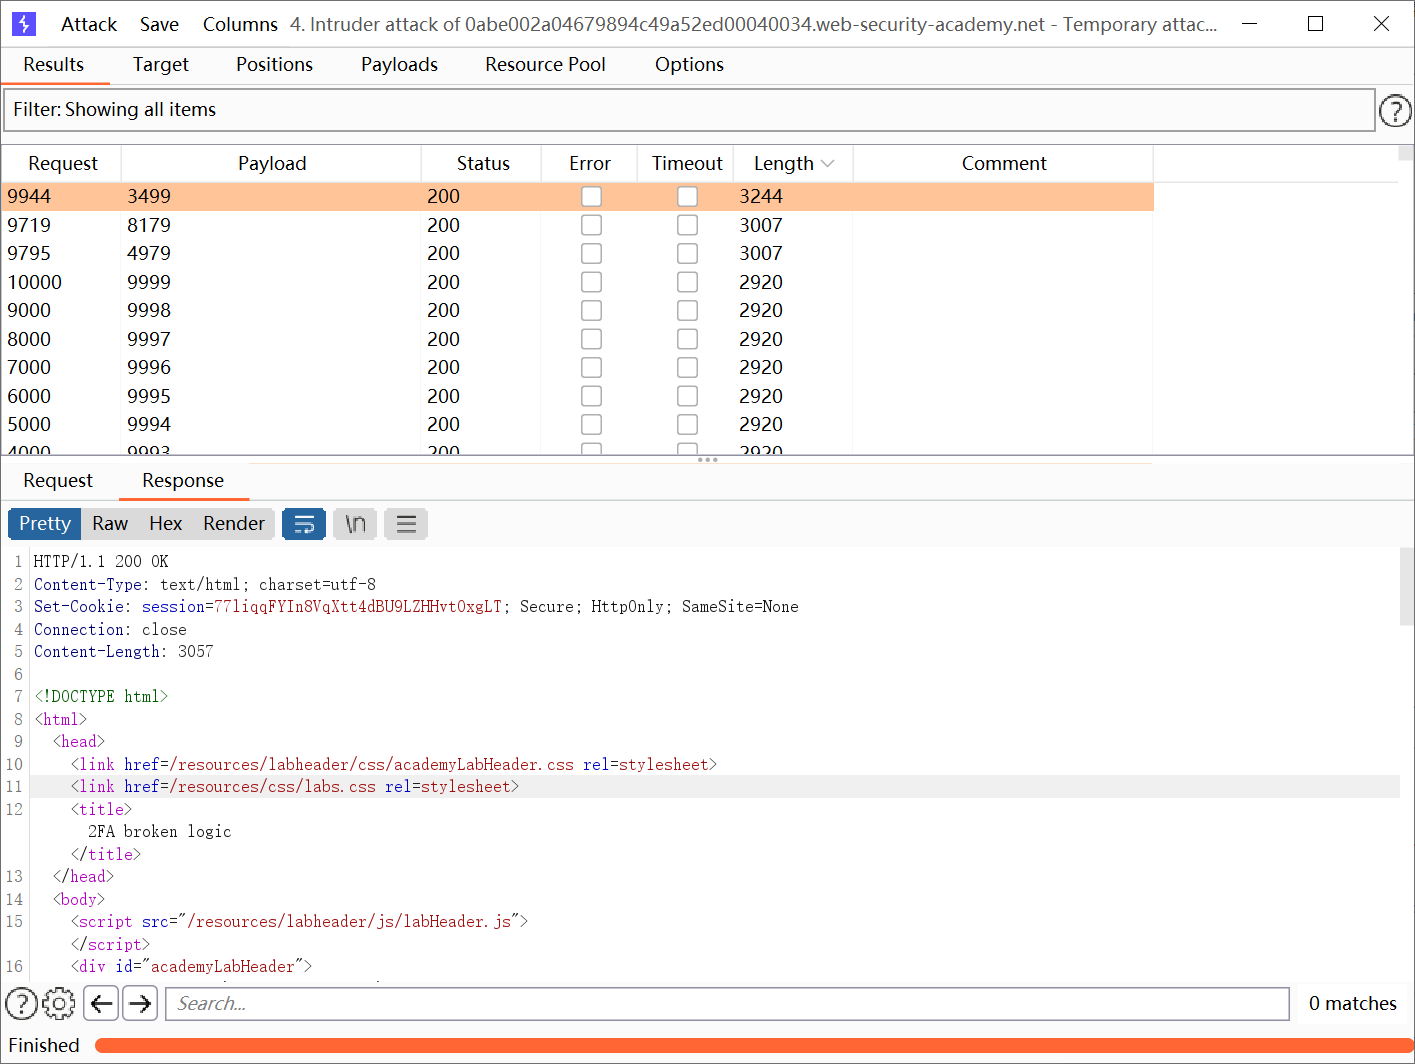 Attack Save Columns 4. Intruder attack of 0abe002a04679894c49a52ed00040034.web-security-academy.net - Temporary attac...
Results Target Positions Payloads Resource Pool Options
Filter: Showing all items
Request Payload Status Error Timeout Length Comment
9944 3499 200 3244
9719 8179 200 3007
9795 4979 200 3007
10000 9999 200 2920
9000 9998 200 2920
8000 9997 200 2920
7000 9996 200 2920
6000 9995 200 2920
5000 9994 200 2920
4000 9993 200 2920
Request Response
Pretty Raw Hex Render \n
1 HTTP/1.1 200 OK
2 Content-Type: text/html; charset=utf-8
3 Set-Cookie: session=77liqqFYIn8VqXtt4dBU9LZHHvtOxgLT; Secure; HttpOnly; SameSite=None
4 Connection: close
5 Content-Length: 3057
6
7 <!DOCTYPE html>
8 <html>
9 <head>
10 <link href=/resources/labheader/css/academyLabHeader.css rel=stylesheet>
11 <link href=/resources/css/labs.css rel=stylesheet>
12 <title>
2FA broken logic
</title>
13 </head>
14 <body>
15 <script src="/resources/labheader/js/labHeader.js">
</script>
16 <div id="academyLabHeader">
Search... 0 matches
Finished